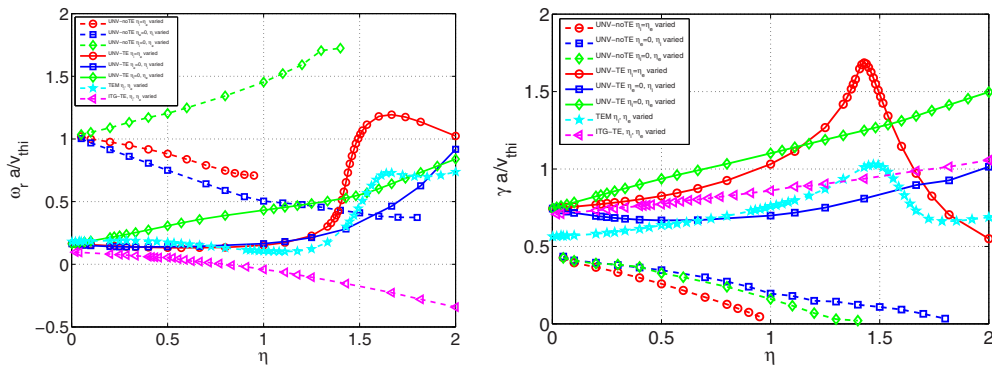 ω_r a/v_thi
2
1.5
1
0.5
0
−0.5
0
0.5
1
1.5
2
η
UNV−noTE η_i=η_e varied
UNV−noTE η_e=0, η_i varied
UNV−noTE η_i=0, η_e varied
UNV−TE η_i=η_e varied
UNV−TE η_e=0, η_i varied
UNV−TE η_i=0, η_e varied
TEM η_i, η_e varied
ITG−TE, η_i, η_e varied
γ a/v_thi
2
1.5
1
0.5
0
0
0.5
1
1.5
2
η
UNV−noTE η_i=η_e varied
UNV−noTE η_e=0, η_i varied
UNV−noTE η_i=0, η_e varied
UNV−TE η_i=η_e varied
UNV−TE η_e=0, η_i varied
UNV−TE η_i=0, η_e varied
TEM η_i, η_e varied
ITG−TE, η_i, η_e varied